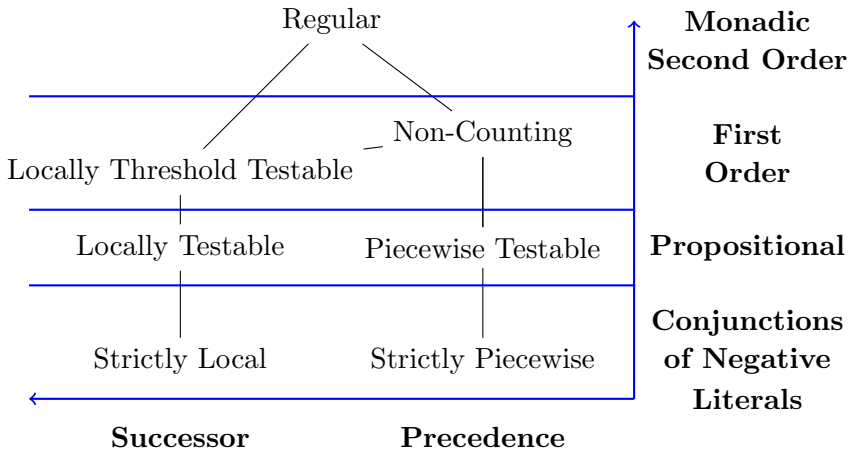 Regular
Monadic
Second Order
Non-Counting
First
Order
Locally Threshold Testable
Locally Testable
Piecewise Testable
Propositional
Strictly Local
Strictly Piecewise
Conjunctions
of Negative
Literals
Successor
Precedence